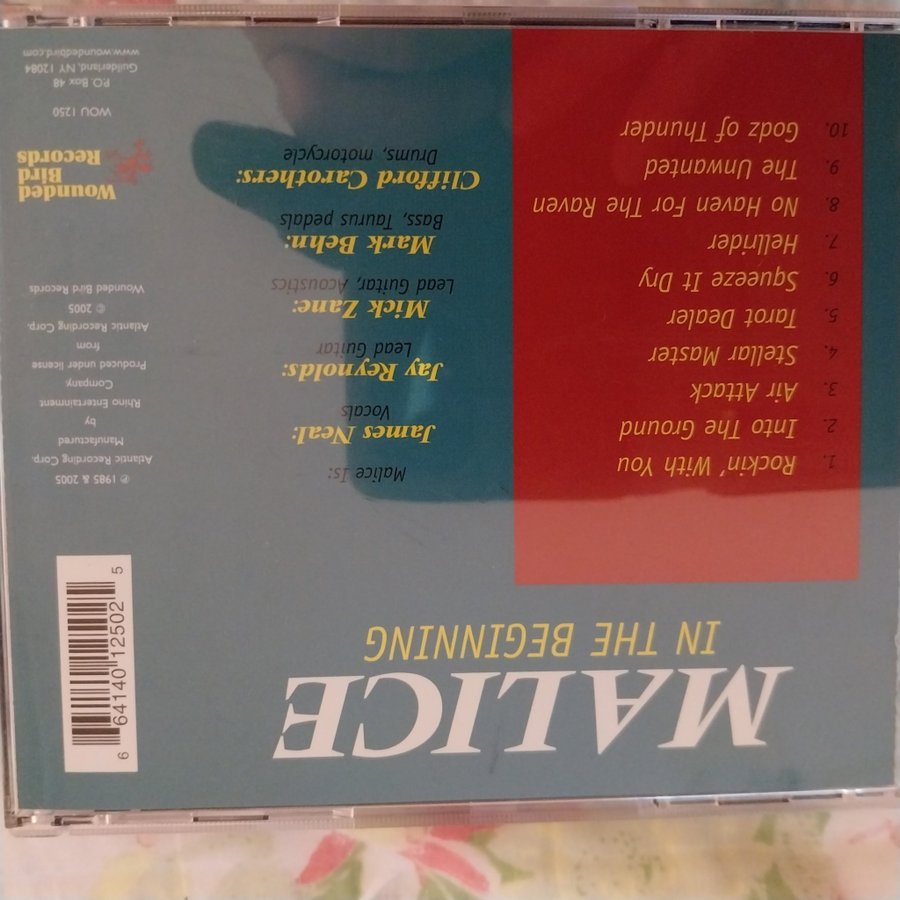 MALICE
IN THE BEGINNING
1. Rockin' With You
2. Into The Ground
3. Air Attack
4. Stellar Master
5. Tarot Dealer
6. Squeeze It Dry
7. Hellrider
8. No Haven For The Raven
9. The Unwanted
10. Godz of Thunder
Malice Is:
James Neal:
Vocals
Jay Reynolds:
Lead Guitar
Mick Zane:
Lead Guitar, Acoustics
Mark Behn:
Bass, Taurus pedals
Clifford Carothers:
Drums, motorcycle
6 64140 12502 5
℗ 1985 & 2005
Atlantic Recording Corp.
Manufactured
by
Rhino Entertainment
Company.
Produced under license
from
Atlantic Recording Corp.
© 2005
Wounded Bird Records
Wounded
Bird
Records
WOU 1250
P.O. Box 48
Guilderland, NY 12084
www.woundedbird.com